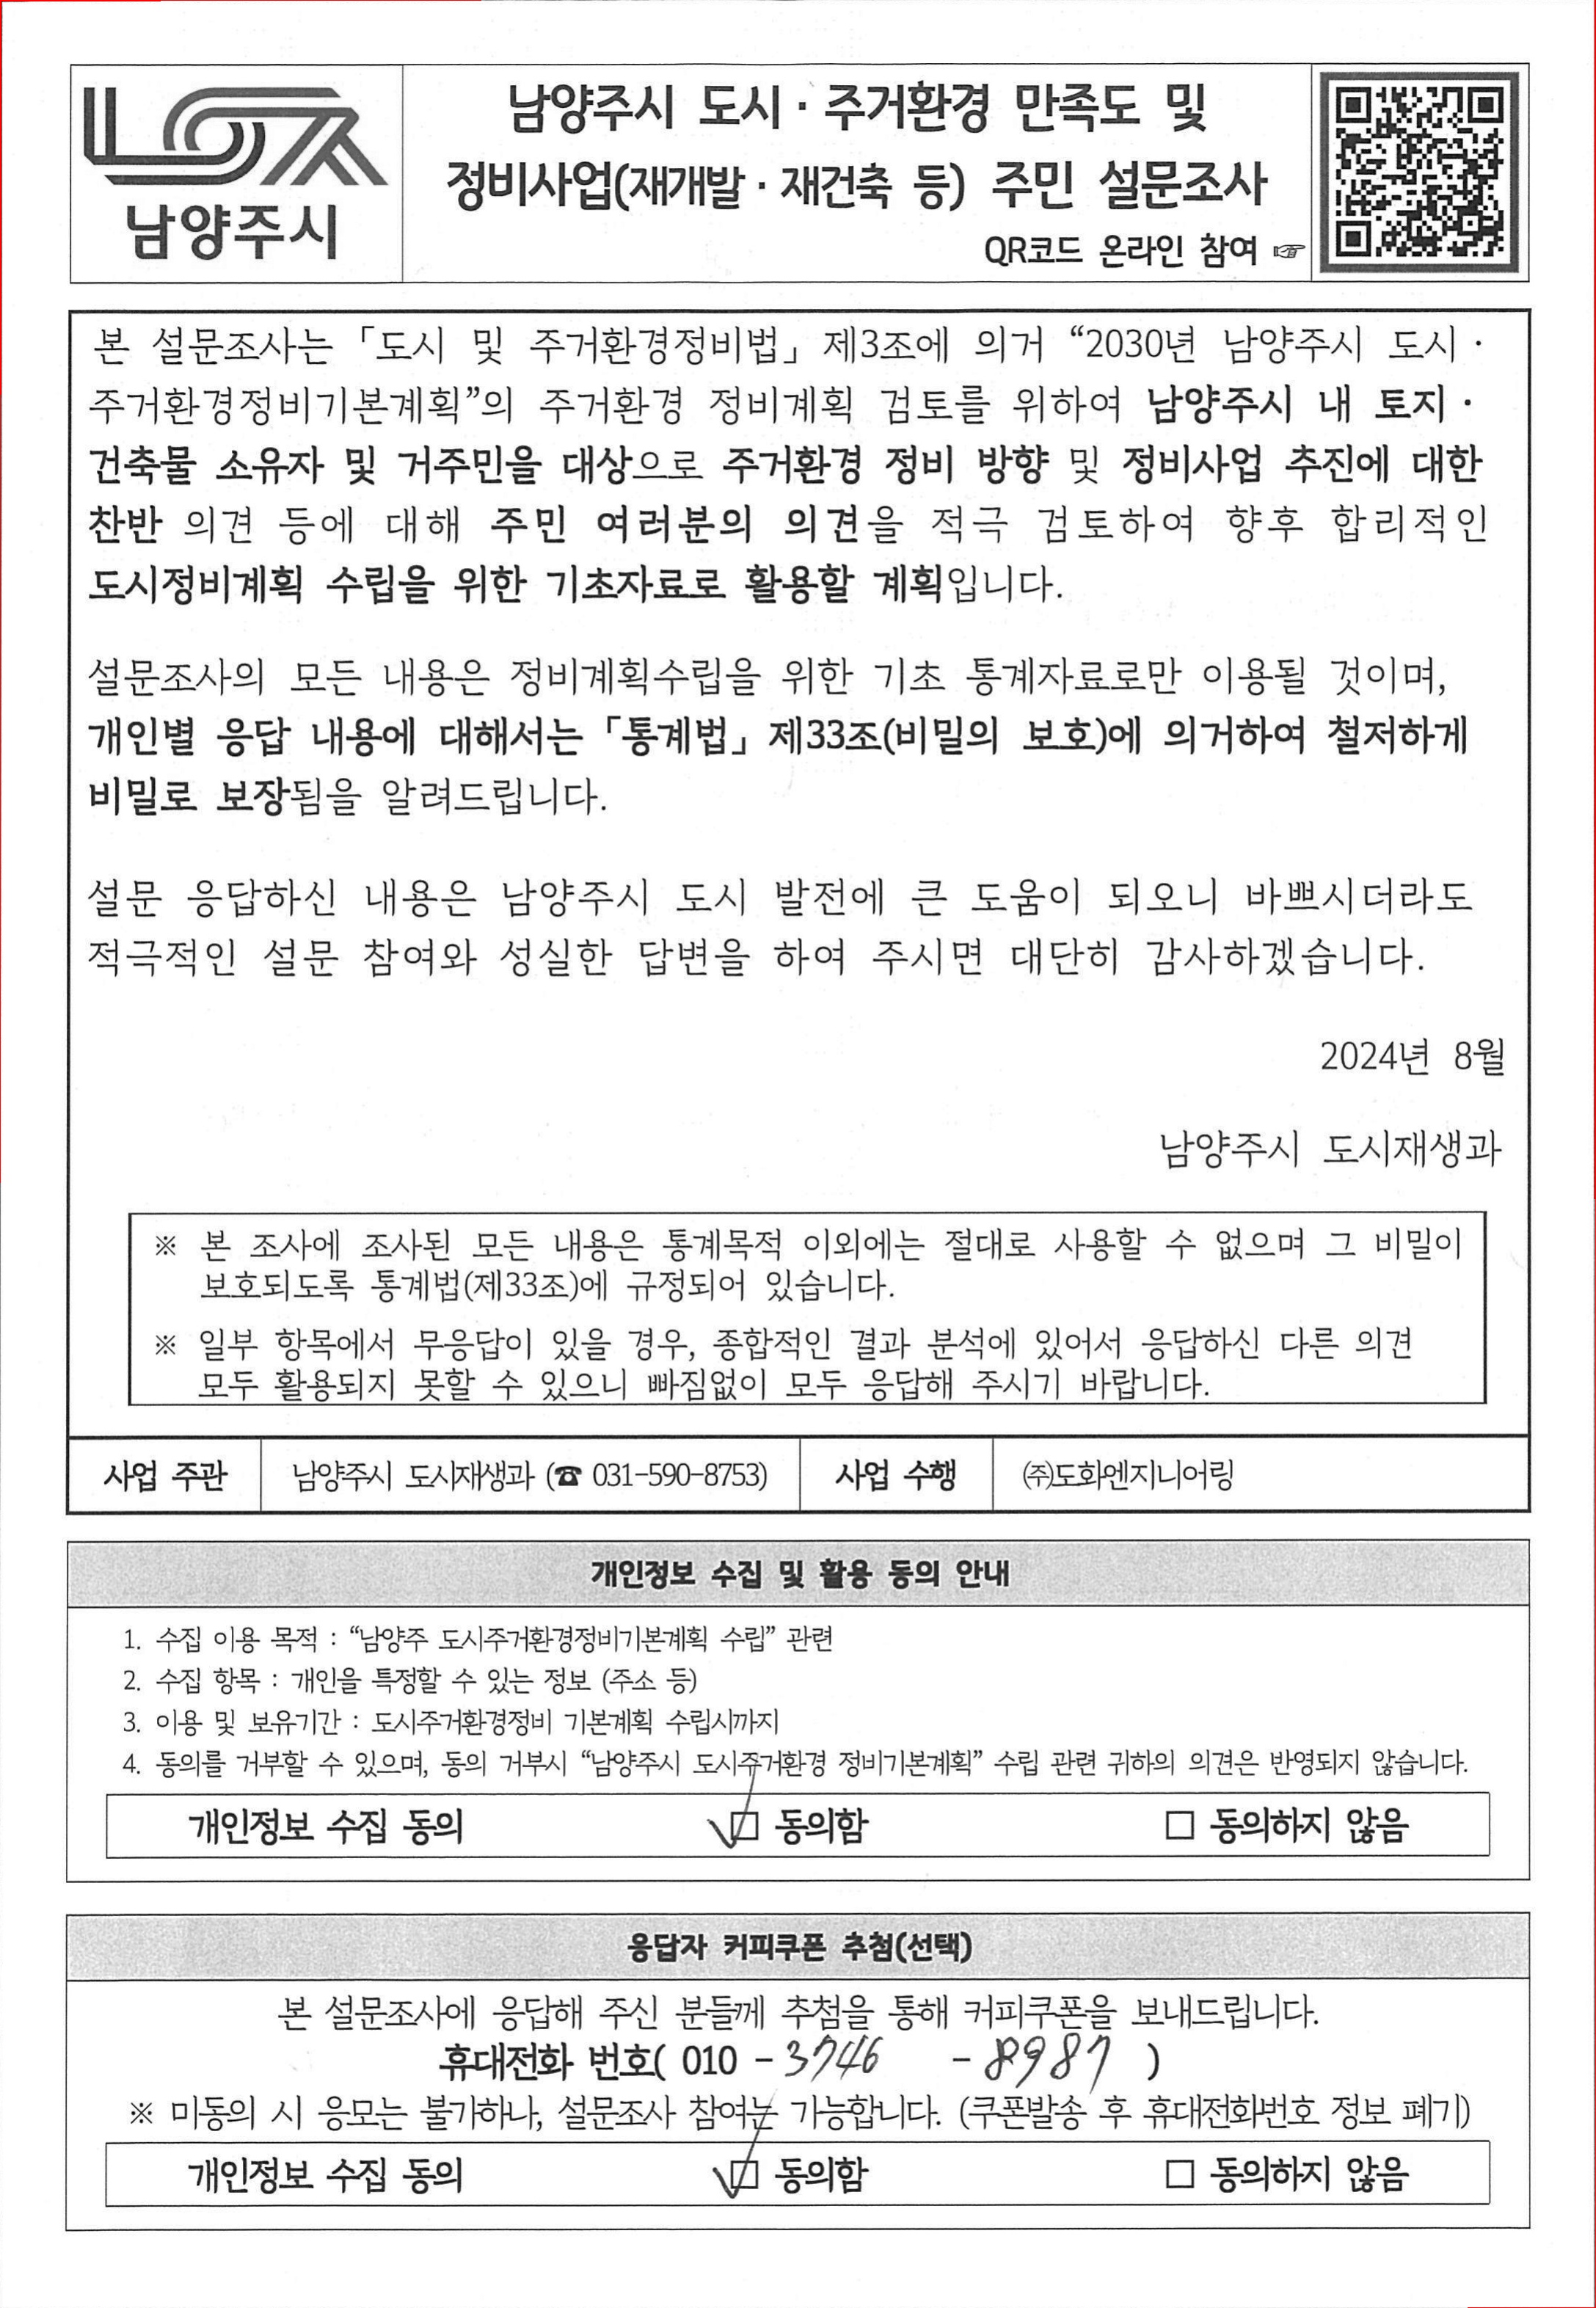 남양주시
남양주시 도시·주거환경 만족도 및
정비사업(재개발·재건축 등) 주민 설문조사
QR코드 온라인 참여 ☞
본 설문조사는 「도시 및 주거환경정비법」 제3조에 의거 “2030년 남양주시 도시·
주거환경정비기본계획”의 주거환경 정비계획 검토를 위하여 남양주시 내 토지·
건축물 소유자 및 거주민을 대상으로 주거환경 정비 방향 및 정비사업 추진에 대한
찬반 의견 등에 대해 주민 여러분의 의견을 적극 검토하여 향후 합리적인
도시정비계획 수립을 위한 기초자료로 활용할 계획입니다.
설문조사의 모든 내용은 정비계획수립을 위한 기초 통계자료로만 이용될 것이며,
개인별 응답 내용에 대해서는 「통계법」 제33조(비밀의 보호)에 의거하여 철저하게
비밀로 보장됨을 알려드립니다.
설문 응답하신 내용은 남양주시 도시 발전에 큰 도움이 되오니 바쁘시더라도
적극적인 설문 참여와 성실한 답변을 하여 주시면 대단히 감사하겠습니다.
2024년 8월
남양주시 도시재생과
※ 본 조사에 조사된 모든 내용은 통계목적 이외에는 절대로 사용할 수 없으며 그 비밀이
보호되도록 통계법(제33조)에 규정되어 있습니다.
※ 일부 항목에서 무응답이 있을 경우, 종합적인 결과 분석에 있어서 응답하신 다른 의견
모두 활용되지 못할 수 있으니 빠짐없이 모두 응답해 주시기 바랍니다.
사업 주관 남양주시 도시재생과 (☎ 031-590-8753) 사업 수행 ㈜도화엔지니어링
개인정보 수집 및 활용 동의 안내
1. 수집 이용 목적 : “남양주 도시주거환경정비기본계획 수립” 관련
2. 수집 항목 : 개인을 특정할 수 있는 정보 (주소 등)
3. 이용 및 보유기간 : 도시주거환경정비 기본계획 수립시까지
4. 동의를 거부할 수 있으며, 동의 거부시 “남양주시 도시주거환경 정비기본계획” 수립 관련 귀하의 의견은 반영되지 않습니다.
개인정보 수집 동의 ☑ 동의함 □ 동의하지 않음
응답자 커피쿠폰 추첨(선택)
본 설문조사에 응답해 주신 분들께 추첨을 통해 커피쿠폰을 보내드립니다.
휴대전화 번호( 010 - 3746 - 8987 )
※ 미동의 시 응모는 불가하나, 설문조사 참여는 가능합니다. (쿠폰발송 후 휴대전화번호 정보 폐기)
개인정보 수집 동의 ☑ 동의함 □ 동의하지 않음